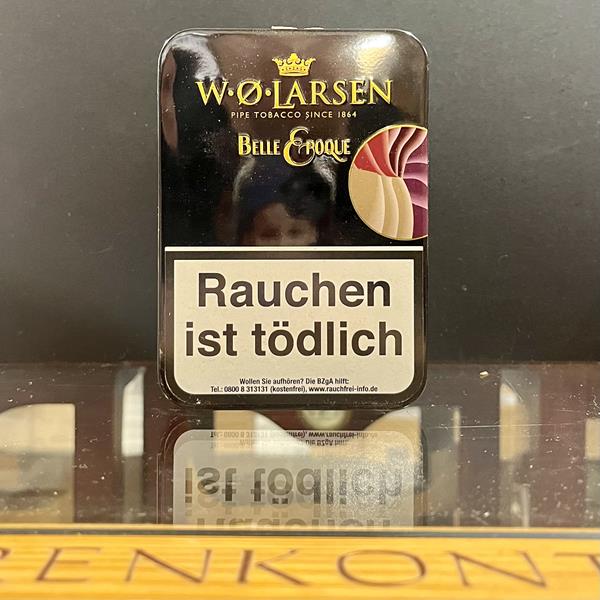 W·Ø·LARSEN
PIPE TOBACCO SINCE 1864
BELLE EPOQUE
Rauchen
ist tödlich
Wollen Sie aufhören? Die BZgA hilft:
Tel.: 0800 8 313131 (kostenfrei), www.rauchfrei-info.de
RENKONT